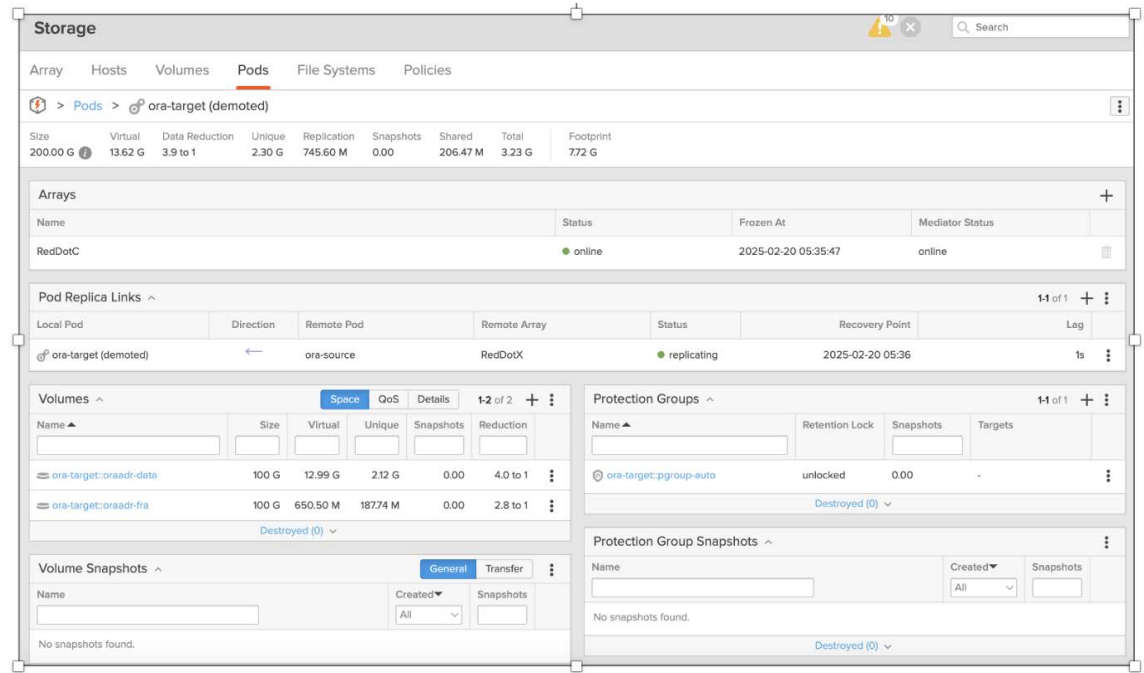 Storage
10
Search
Array Hosts Volumes Pods File Systems Policies
> Pods > ora-target (demoted)
Size Virtual Data Reduction Unique Replication Snapshots Shared Total Footprint
200.00 G 13.62 G 3.9 to 1 2.30 G 745.60 M 0.00 206.47 M 3.23 G 7.72 G
Arrays
Name Status Frozen At Mediator Status
RedDotC online 2025-02-20 05:35:47 online
Pod Replica Links 1-1 of 1
Local Pod Direction Remote Pod Remote Array Status Recovery Point Lag
ora-target (demoted) ← ora-source RedDotX replicating 2025-02-20 05:36 1s
Volumes Space QoS Details 1-2 of 2
Name Size Virtual Unique Snapshots Reduction
ora-target::oraadr-data 100 G 12.99 G 2.12 G 0.00 4.0 to 1
ora-target::oraadr-fra 100 G 650.50 M 187.74 M 0.00 2.8 to 1
Destroyed (0)
Protection Groups 1-1 of 1
Name Retention Lock Snapshots Targets
ora-target::pgroup-auto unlocked 0.00 -
Destroyed (0)
Volume Snapshots General Transfer
Name Created Snapshots
All
No snapshots found.
Protection Group Snapshots
Name Created Snapshots
All
No snapshots found.
Destroyed (0)